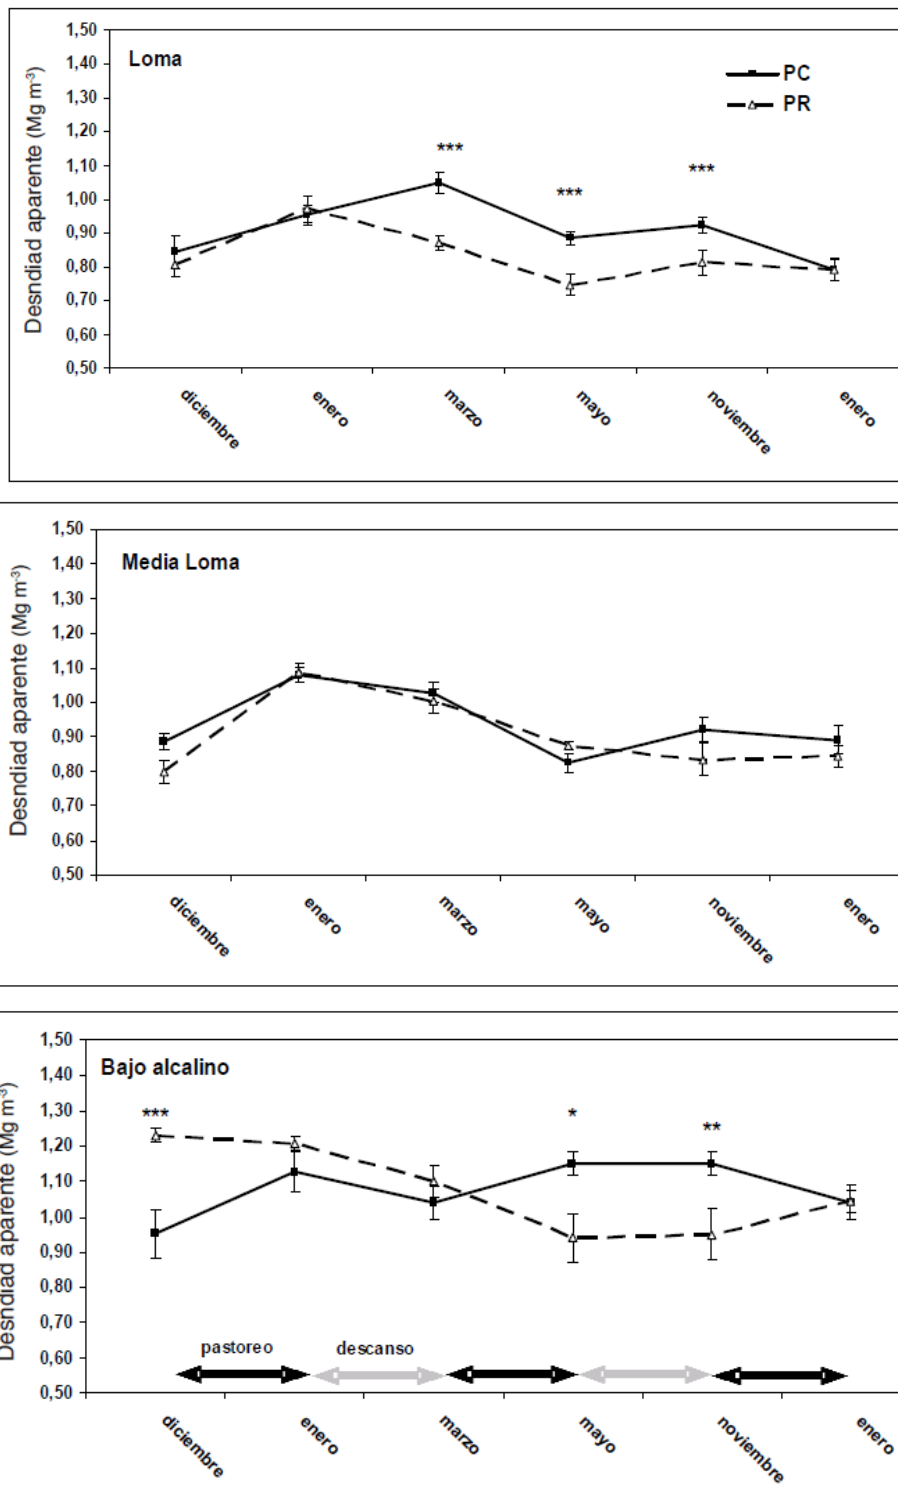 Loma
Desndiad aparente (Mg m-3)
1,50
1,40
1,30
1,20
1,10
1,00
0,90
0,80
0,70
0,60
0,50
PC
PR
***
***
***
diciembre
enero
marzo
mayo
noviembre
enero
Media Loma
Desndiad aparente (Mg m-3)
1,50
1,40
1,30
1,20
1,10
1,00
0,90
0,80
0,70
0,60
0,50
diciembre
enero
marzo
mayo
noviembre
enero
Bajo alcalino
Desndiad aparente (Mg m-3)
1,50
1,40
1,30
1,20
1,10
1,00
0,90
0,80
0,70
0,60
0,50
***
*
**
pastoreo
descanso
diciembre
enero
marzo
mayo
noviembre
enero